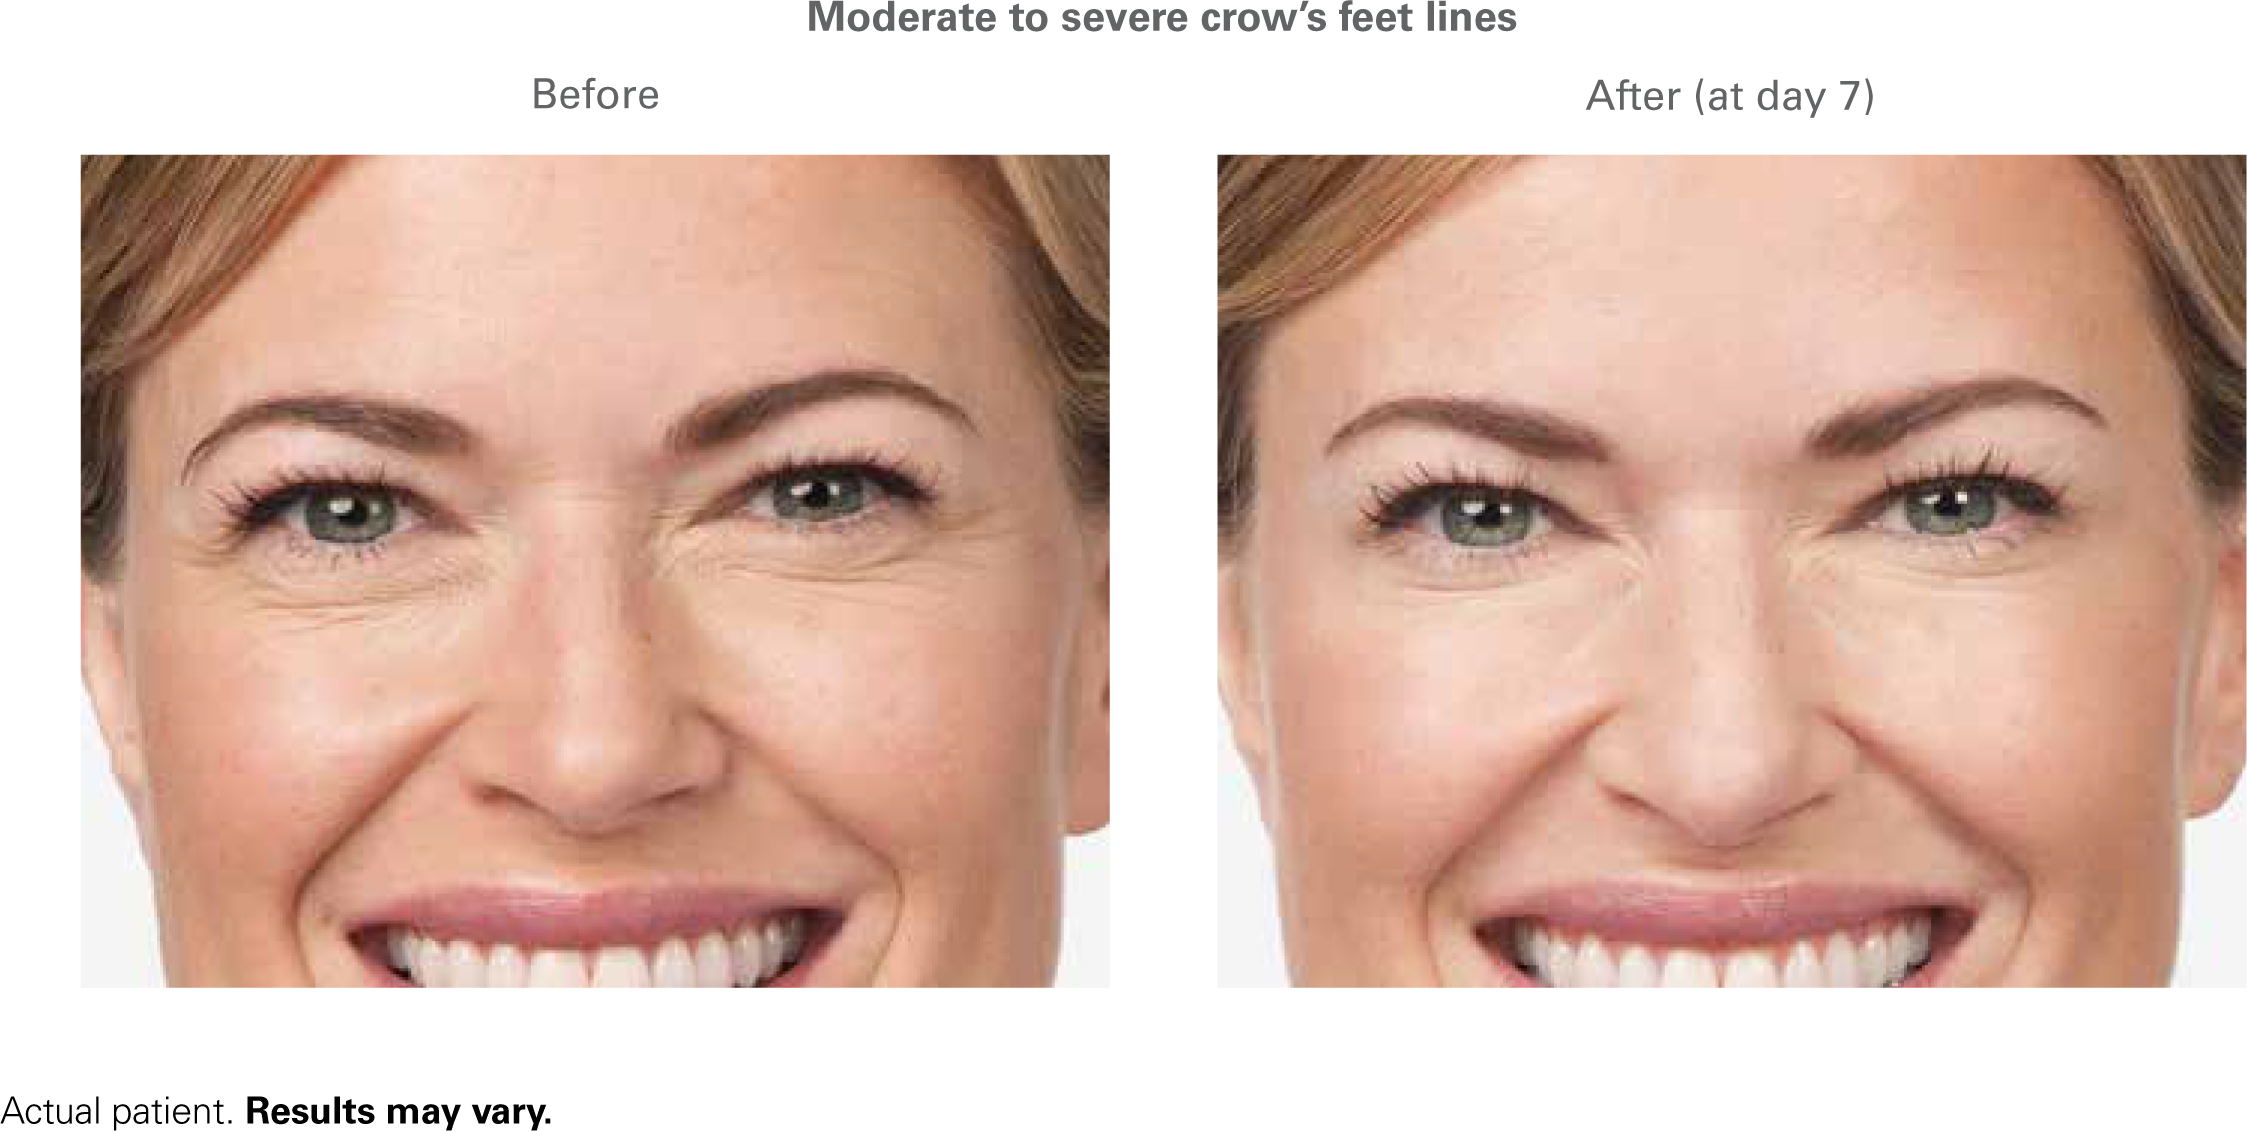 Moderate to severe crow’s feet lines
Before
After (at day 7)
Actual patient. Results may vary.